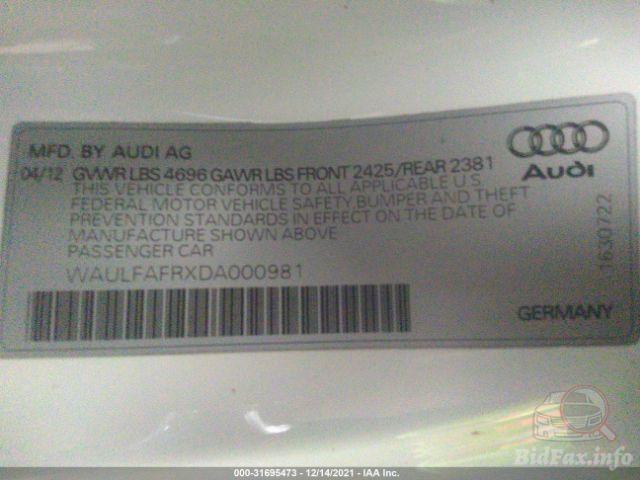 MFD. BY AUDI AG
04/12 GVWR LBS 4696 GAWR LBS FRONT 2425/REAR 2381
THIS VEHICLE CONFORMS TO ALL APPLICABLE U.S
FEDERAL MOTOR VEHICLE SAFETY,BUMPER AND THEFT
PREVENTION STANDARDS IN EFFECT ON THE DATE OF
MANUFACTURE SHOWN ABOVE
PASSENGER CAR
WAULFAFRXDA000981
Audi
1630722
GERMANY
BidFax.info
000-31695473 - 12/14/2021 - IAA Inc.